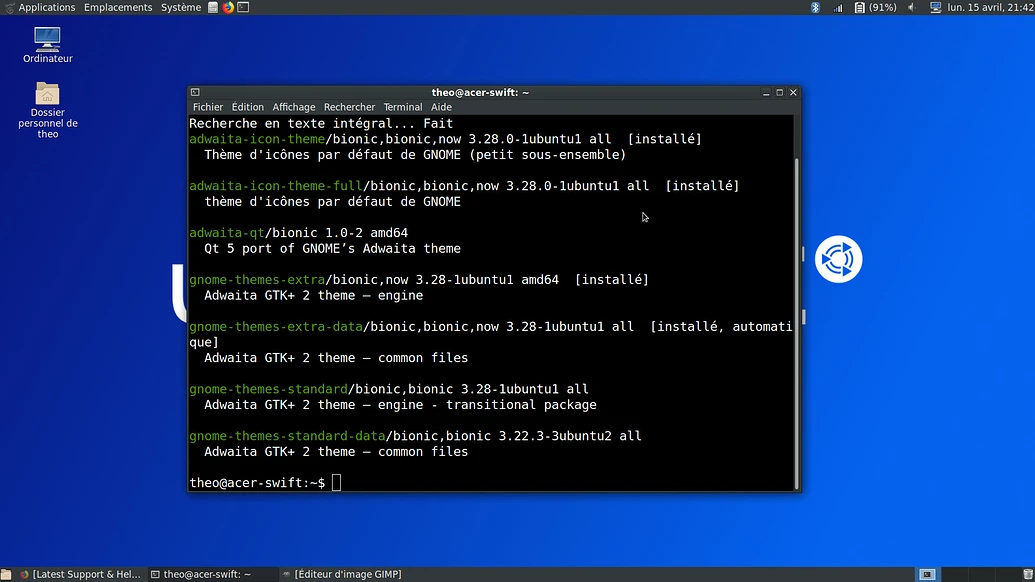 Applications Emplacements Système (91%) lun. 15 avril, 21:42
Ordinateur
Dossier
personnel de
theo
theo@acer-swift: ~
Fichier Édition Affichage Rechercher Terminal Aide
Recherche en texte intégral... Fait
adwaita-icon-theme/bionic,bionic,now 3.28.0-1ubuntu1 all  [installé]
  Thème d'icônes par défaut de GNOME (petit sous-ensemble)
adwaita-icon-theme-full/bionic,bionic,now 3.28.0-1ubuntu1 all  [installé]
  thème d'icônes par défaut de GNOME
adwaita-qt/bionic 1.0-2 amd64
  Qt 5 port of GNOME’s Adwaita theme
gnome-themes-extra/bionic,now 3.28-1ubuntu1 amd64  [installé]
  Adwaita GTK+ 2 theme — engine
gnome-themes-extra-data/bionic,bionic,now 3.28-1ubuntu1 all  [installé, automati
que]
  Adwaita GTK+ 2 theme — common files
gnome-themes-standard/bionic,bionic 3.28-1ubuntu1 all
  Adwaita GTK+ 2 theme — engine - transitional package
gnome-themes-standard-data/bionic,bionic 3.22.3-3ubuntu2 all
  Adwaita GTK+ 2 theme — common files
theo@acer-swift:~$
[Latest Support & Hel... theo@acer-swift: ~ [Éditeur d'image GIMP]